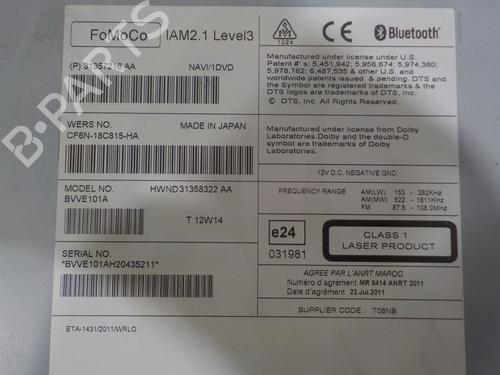 FoMoCo IAM2.1 Level3
(P) 31357216 AA NAVI/1DVD
WERS NO. MADE IN JAPAN
CF6N-18C815-HA
MODEL NO. HWND31358322 AA
BVVE101A
T 12W14
SERIAL NO.
*BVVE101AH20435211*
ETA-1431/2011/WRLO
1024
Bluetooth
Manufactured under license under U.S.
Patent #'s : 5,451,942; 5,956,674; 5,974,380;
5,978,762; 6,487,535 & other U.S. and
worldwide patents issued & pending. DTS and
the Symbol are registered trademarks & the
DTS logos are trademarks of DTS, Inc.
© DTS, Inc. All Rights Reserved.
Manufactured under license from Dolby
Laboratories. Dolby and the double-D
symbol are trademarks of Dolby
Laboratories.
12V D.C. NEGATIVE GND.
FREQUENCY RANGE AM(LW) 153 - 282KHz
AM(MW) 522 - 1611KHz
FM 87.5 - 108.0MHz
e24
031981
CLASS 1
LASER PRODUCT
AGREE PAR L'ANRT MAROC
Numéro d'agrément MR 6414 ANRT 2011
Date d'agrément 22.Jul.2011
SUPPLIER CODE : T08NB
B-PARTS